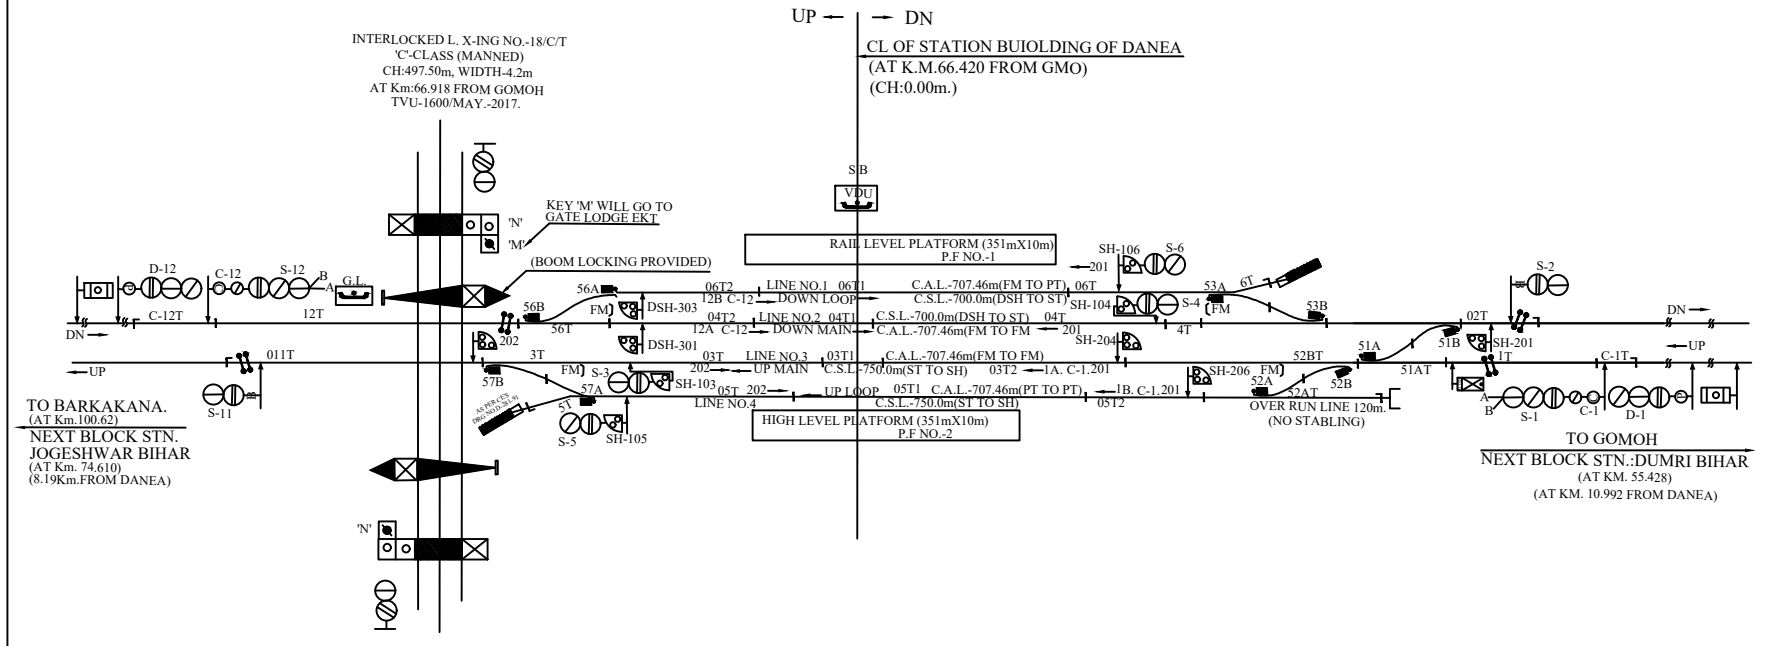 UP DN
INTERLOCKED L. X-ING NO.-18/C/T
'C'-CLASS (MANNED)
CH:497.50m, WIDTH-4.2m
AT Km:66.918 FROM GOMOH
TVU-1600/MAY.-2017.
CL OF STATION BUIOLDING OF DANEA
(AT K.M.66.420 FROM GMO)
(CH:0.00m.)
S B
VDU
KEY 'M' WILL GO TO
GATE LODGE EKT
'N'
'M'
(BOOM LOCKING PROVIDED)
RAIL LEVEL PLATFORM (351mX10m)
P.F NO.-1
SH-106 S-6
201
D-12 C-12 S-12 B
A
G.L.
56A 06T2 LINE NO.1 06T1 C.A.L.-707.46m(FM TO PT) 06T 53A 6T S-2
B
12B C-12 DOWN LOOP C.S.L.-700.0m(DSH TO ST) SH-104 S-4
56B FM DSH-303 FM 53B
C-12T 12T 04T2 LINE NO.2 04T1 C.S.L.-700.0m(DSH TO ST) 04T 02T DN
DN 56T 12A C-12 DOWN MAIN C.A.L.-707.46m(FM TO FM 201 4T
202 DSH-301 SH-204 51A 51B SH-201 UP
011T 3T 03T LINE NO.3 03T1 C.A.L.-707.46m(FM TO FM) 52BT 1T C-1T
UP 202 UP MAIN C.S.L.-750.0m(ST TO SH) 03T2 1A. C-1.201 51AT
57B FM S-3 SH-103 SH-206 FM 52B
57A 05T 202 UP LOOP 05T1 C.A.L.-707.46m(PT TO PT) 1B. C-1.201 52A 52AT
S-11 B
AS PER CES
5T LINE NO.4 C.S.L.-750.0m(ST TO SH) 05T2 OVER RUN LINE 120m.
(NO STABLING)
A
B S-1 C-1 D-1
S-5 SH-105
HIGH LEVEL PLATFORM (351mX10m)
P.F NO.-2
TO BARKAKANA.
(AT Km.100.62)
NEXT BLOCK STN.
JOGESHWAR BIHAR
(AT Km. 74.610)
(8.19Km.FROM DANEA)
TO GOMOH
NEXT BLOCK STN.:DUMRI BIHAR
(AT KM. 55.428)
(AT KM. 10.992 FROM DANEA)
'N'